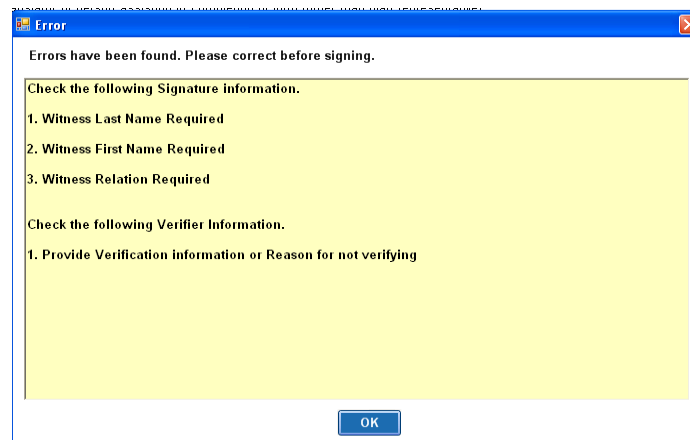 Error
Errors have been found. Please correct before signing.
Check the following Signature information.
1. Witness Last Name Required
2. Witness First Name Required
3. Witness Relation Required
Check the following Verifier Information.
1. Provide Verification information or Reason for not verifying
OK